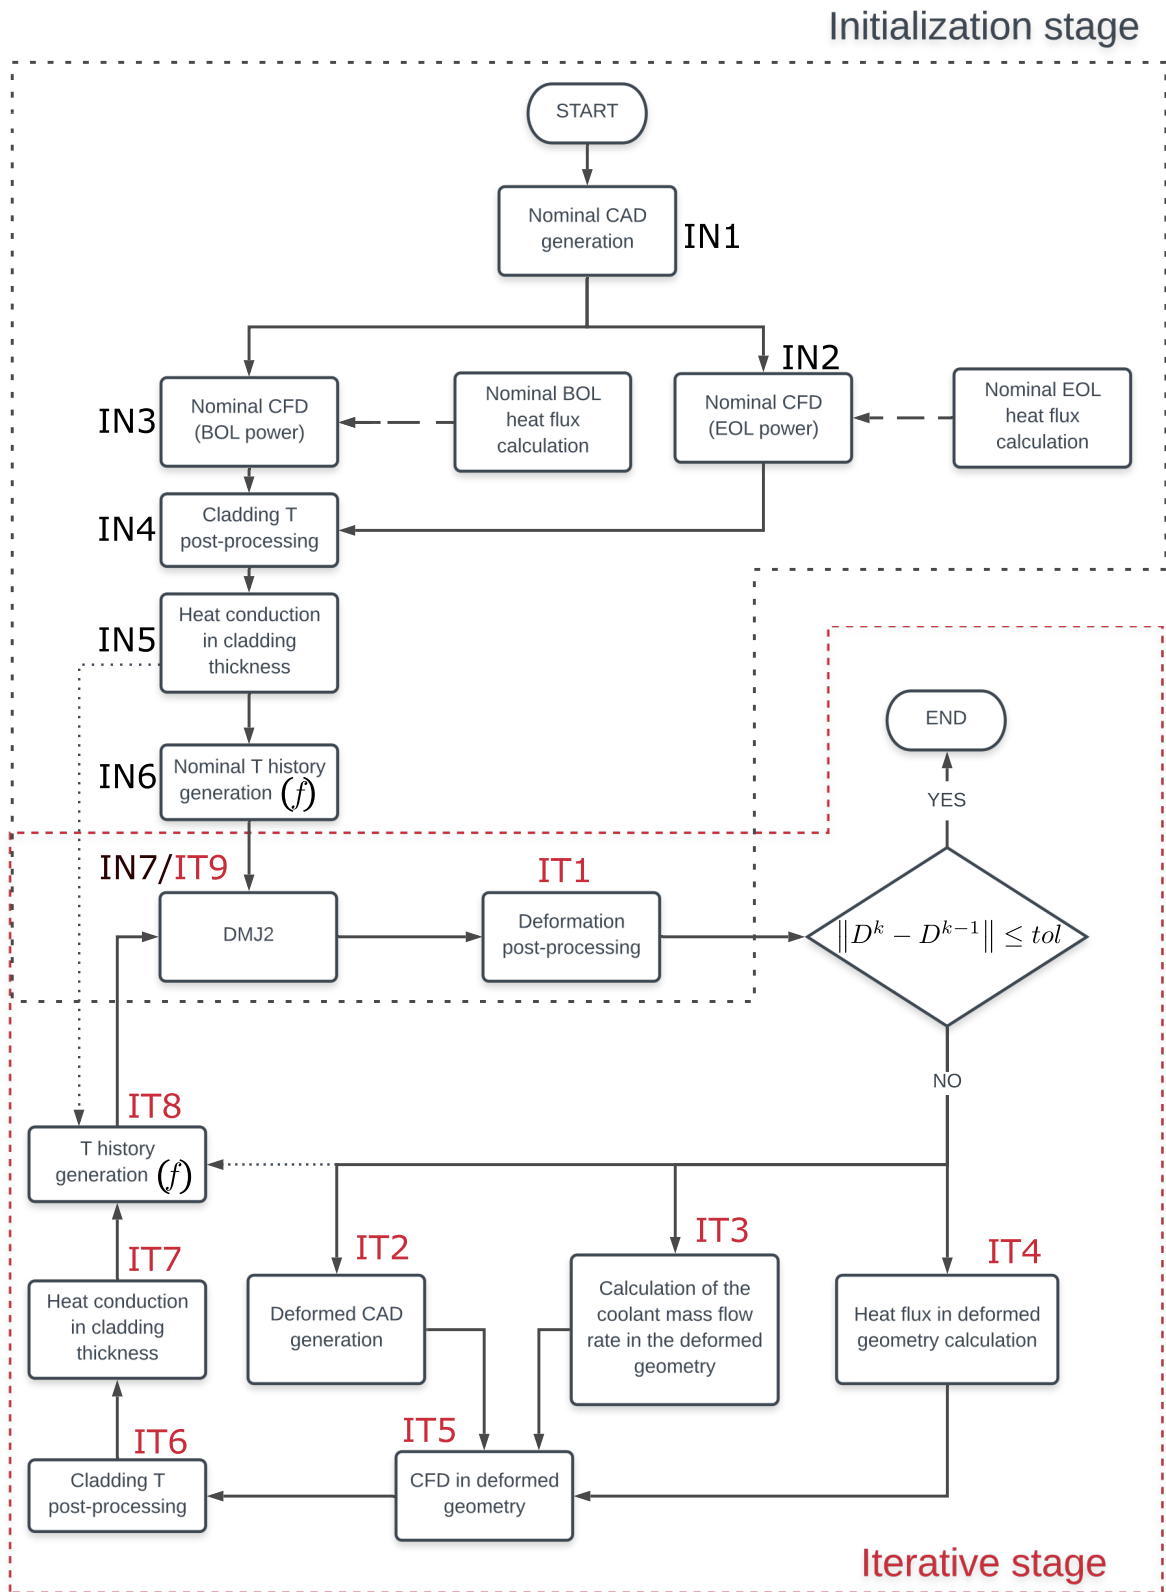 Initialization stage
START
Nominal CAD
generation
IN1
IN2
IN3
Nominal CFD
(BOL power)
Nominal BOL
heat flux
calculation
Nominal CFD
(EOL power)
Nominal EOL
heat flux
calculation
IN4
Cladding T
post-processing
IN5
Heat conduction
in cladding
thickness
IN6
Nominal T history
generation (f)
END
YES
IN7/IT9
DMJ2
IT1
Deformation
post-processing
||D^k − D^{k−1}|| ≤ tol
NO
IT8
T history
generation (f)
IT2
Deformed CAD
generation
IT3
Calculation of the
coolant mass flow
rate in the deformed
geometry
IT4
Heat flux in deformed
geometry calculation
IT7
Heat conduction
in cladding
thickness
IT5
CFD in deformed
geometry
IT6
Cladding T
post-processing
Iterative stage